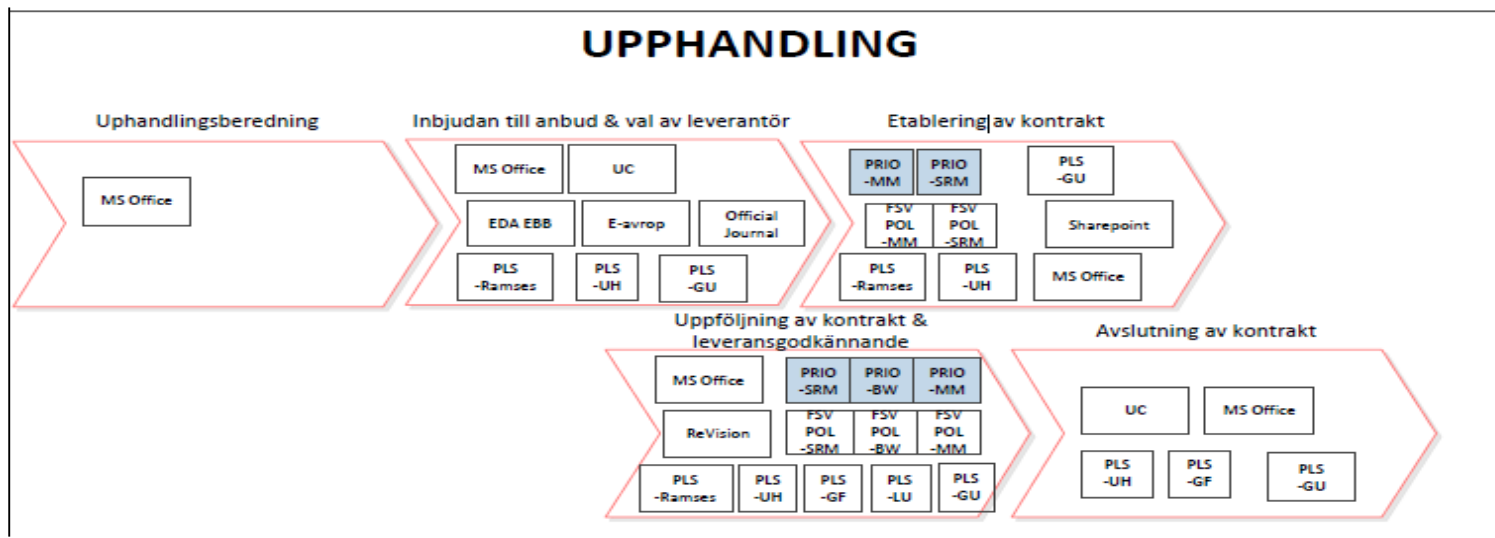 UPPHANDLING
Uphandlingsberedning
MS Office
Inbjudan till anbud & val av leverantör
MS Office
UC
EDA EBB
E-avrop
Official
Journal
PLS
-Ramses
PLS
-UH
PLS
-GU
Etablering av kontrakt
PRIO
-MM
PRIO
-SRM
PLS
-GU
FSV
POL
-MM
FSV
POL
-SRM
Sharepoint
PLS
-Ramses
PLS
-UH
MS Office
Uppföljning av kontrakt &
leveransgodkännande
MS Office
PRIO
-SRM
PRIO
-BW
PRIO
-MM
ReVision
FSV
POL
-SRM
FSV
POL
-BW
FSV
POL
-MM
PLS
-Ramses
PLS
-UH
PLS
-GF
PLS
-LU
PLS
-GU
Avslutning av kontrakt
UC
MS Office
PLS
-UH
PLS
-GF
PLS
-GU